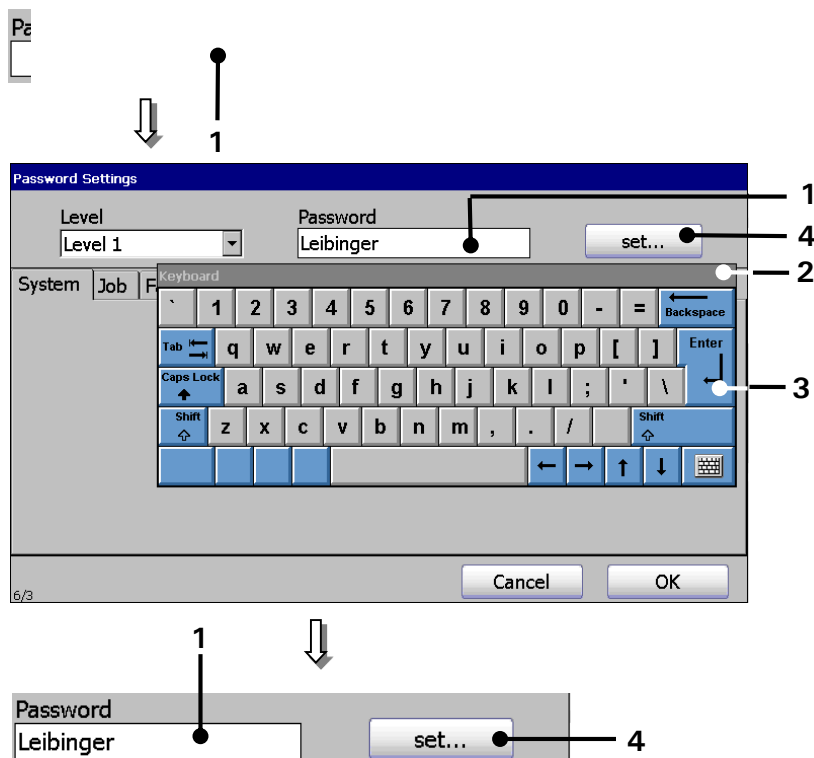 Pa
1
Password Settings
Level Password
Level 1 Leibinger set...
1
4
2
System Job F
Keyboard
` 1 2 3 4 5 6 7 8 9 0 - = Backspace
Tab q w e r t y u i o p [ ] Enter
Caps Lock a s d f g h j k l ; ' \
3
Shift z x c v b n m , . / Shift
Cancel OK
6/3
1
Password
Leibinger set... 4